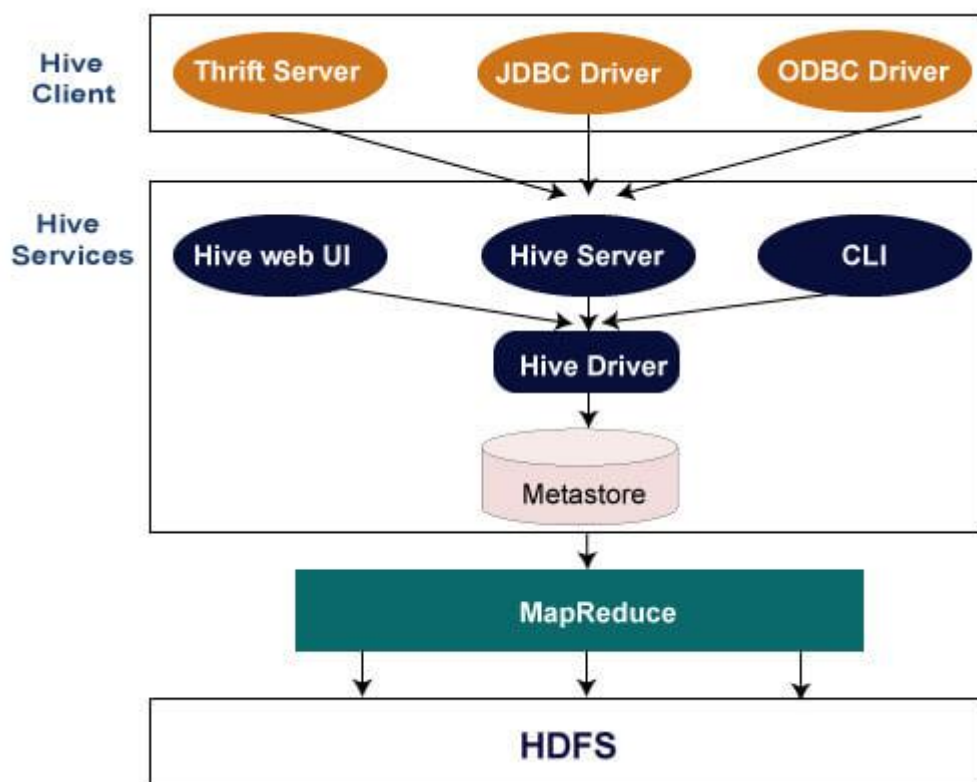 Hive
Client
Thrift Server
JDBC Driver
ODBC Driver
Hive
Services
Hive web UI
Hive Server
CLI
Hive Driver
Metastore
MapReduce
HDFS